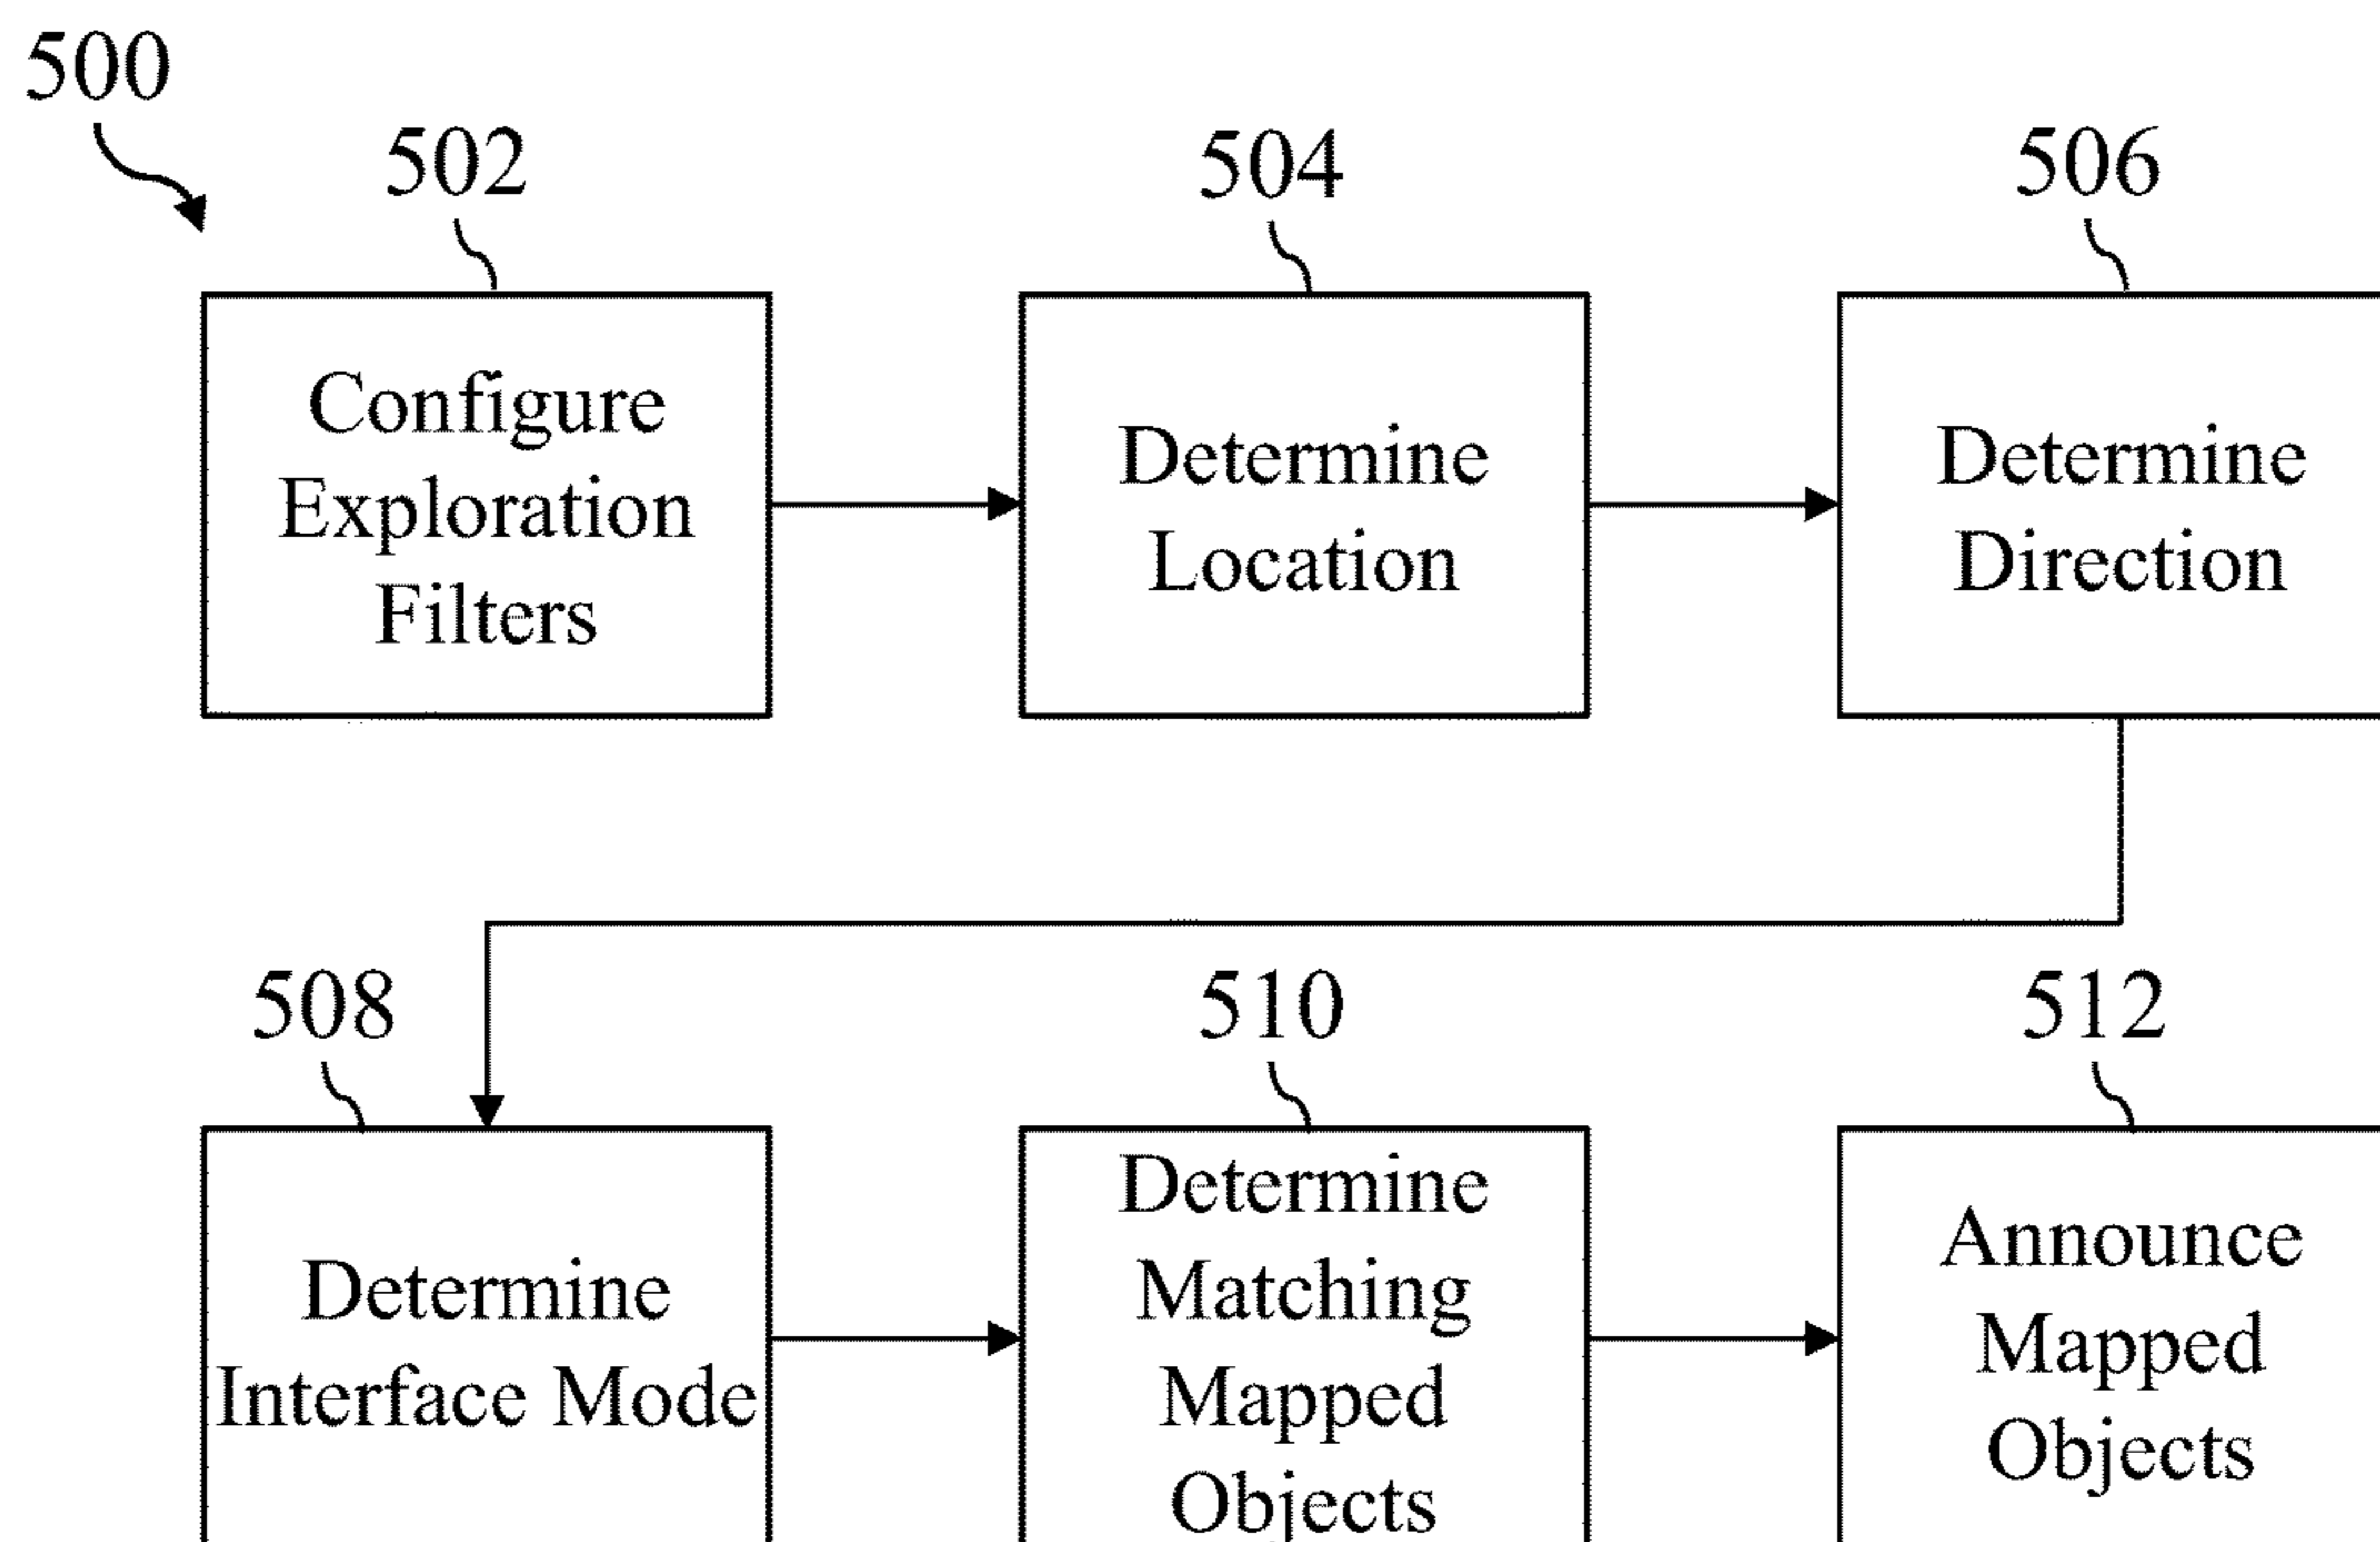 500
502
504
506
Configure
Exploration
Filters
Determine
Location
Determine
Direction
508
510
512
Determine
Interface Mode
Determine
Matching
Mapped
Objects
Announce
Mapped
Objects